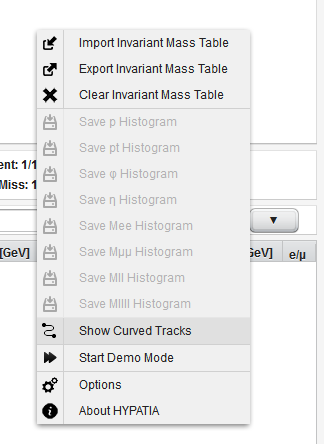 Import Invariant Mass Table
Export Invariant Mass Table
Clear Invariant Mass Table
Save p Histogram
Save pt Histogram
Save φ Histogram
Save η Histogram
Save Mee Histogram
Save Mμμ Histogram
Save Mll Histogram
Save Mllll Histogram
Show Curved Tracks
Start Demo Mode
Options
About HYPATIA
ent: 1/1
Miss: 1
[GeV]
GeV]
e/μ